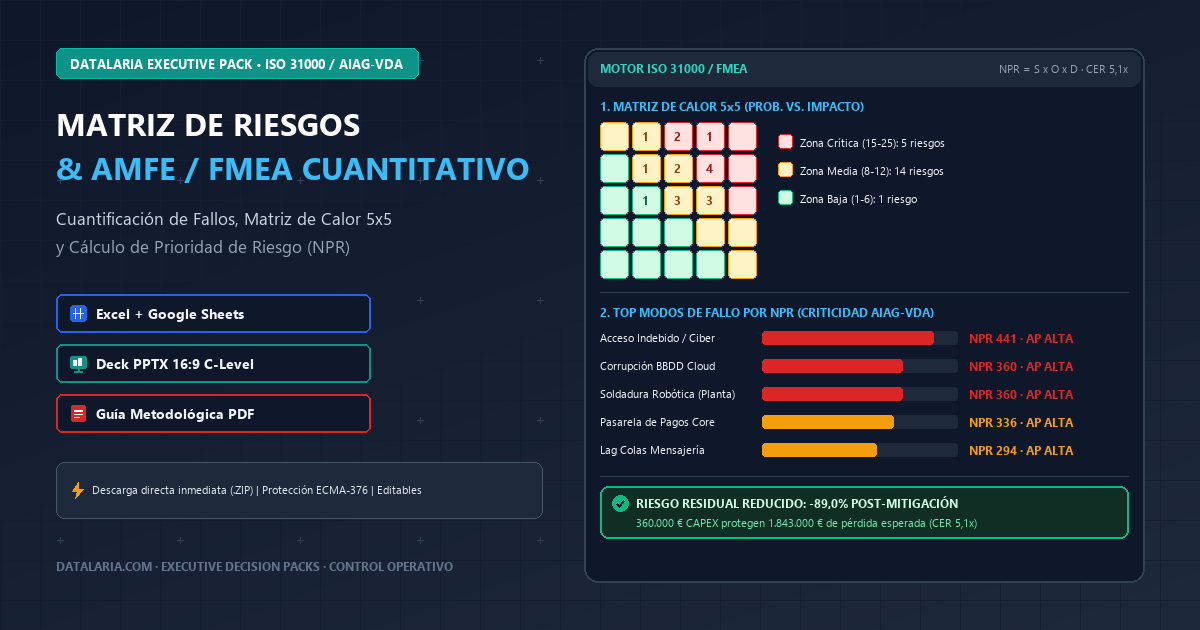 DATALARIA EXECUTIVE PACK • ISO 31000 / AIAG-VDA
MATRIZ DE RIESGOS
& AMFE / FMEA CUANTITATIVO
Cuantificación de Fallos, Matriz de Calor 5x5
y Cálculo de Prioridad de Riesgo (NPR)
Excel + Google Sheets
Deck PPTX 16:9 C-Level
Guía Metodológica PDF
Descarga directa inmediata (.ZIP) | Protección ECMA-376 | Editables
DATALARIA.COM · EXECUTIVE DECISION PACKS · CONTROL OPERATIVO
MOTOR ISO 31000 / FMEA
NPR = S x O x D · CER 5,1x
1. MATRIZ DE CALOR 5x5 (PROB. VS. IMPACTO)
1 2 1
1 2 4
1 3 3
Zona Crítica (15-25): 5 riesgos
Zona Media (8-12): 14 riesgos
Zona Baja (1-6): 1 riesgo
2. TOP MODOS DE FALLO POR NPR (CRITICIDAD AIAG-VDA)
Acceso Indebido / Ciber NPR 441 · AP ALTA
Corrupción BBDD Cloud NPR 360 · AP ALTA
Soldadura Robótica (Planta) NPR 360 · AP ALTA
Pasarela de Pagos Core NPR 336 · AP ALTA
Lag Colas Mensajería NPR 294 · AP ALTA
RIESGO RESIDUAL REDUCIDO: -89,0% POST-MITIGACIÓN
360.000 € CAPEX protegen 1.843.000 € de pérdida esperada (CER 5,1x)